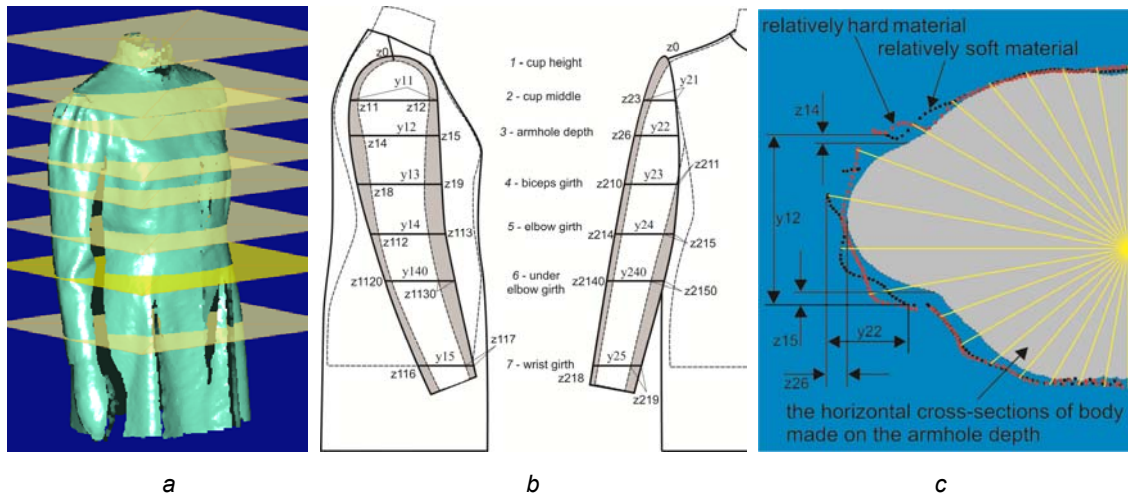 z0
y11
z11
z12
y12
z14
z15
y13
z18
z19
y14
z112
z113
y140
z1120
z1130
z117
y15
z116
1 - cup height
2 - cup middle
3 - armhole depth
4 - biceps girth
5 - elbow girth
6 - under
elbow girth
7 - wrist girth
z0
y21
z23
y22
z26
z211
y23
z210
y24
z214
z215
y240
z2140
z2150
y25
z218
z219
relatively hard material
relatively soft material
z14
y12
z15
y22
z26
the horizontal cross-sections of body
made on the armhole depth
a
b
c